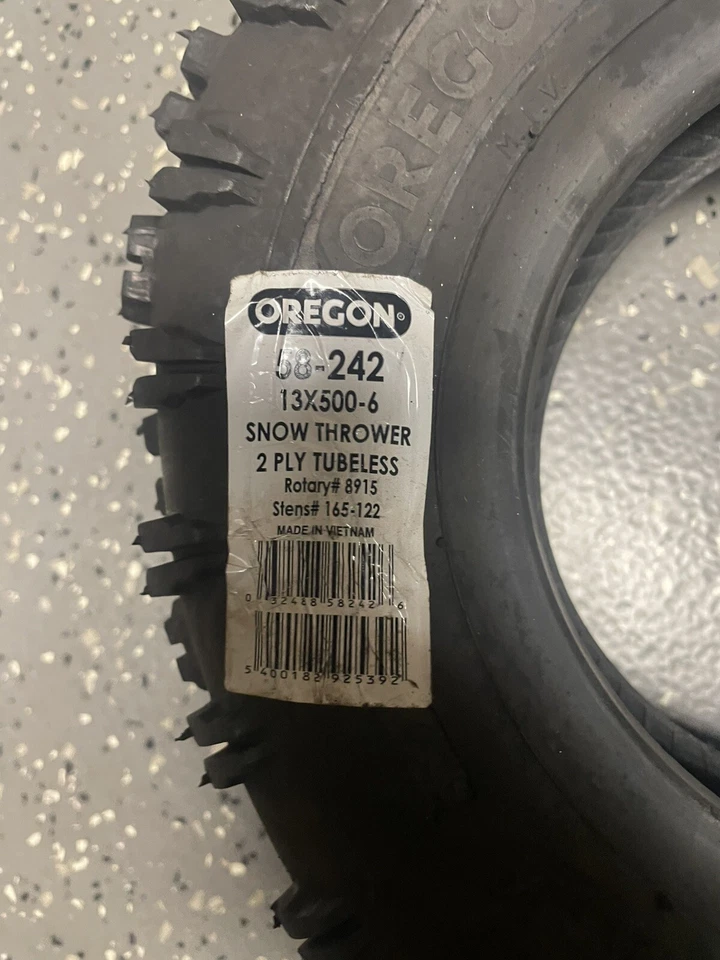 OREGO
M/V
OREGON
58-242
13X500-6
SNOW THROWER
2 PLY TUBELESS
Rotary# 8915
Stens# 165-122
MADE IN VIETNAM
0 32488 58242 6
5 400182 925392